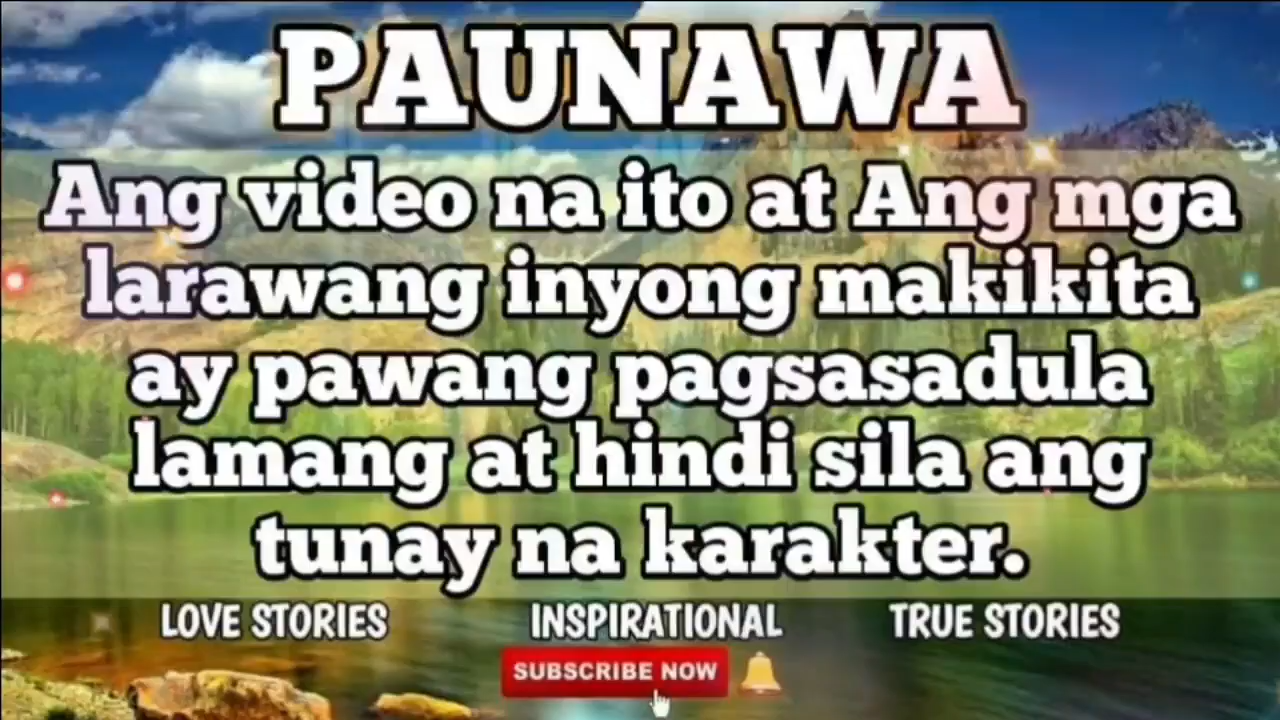 PAUNAWA
Ang video na ito at Ang mga
larawang inyong makikita
ay pawang pagsasadula
lamang at hindi sila ang
tunay na karakter.
LOVE STORIES INSPIRATIONAL TRUE STORIES
SUBSCRIBE NOW